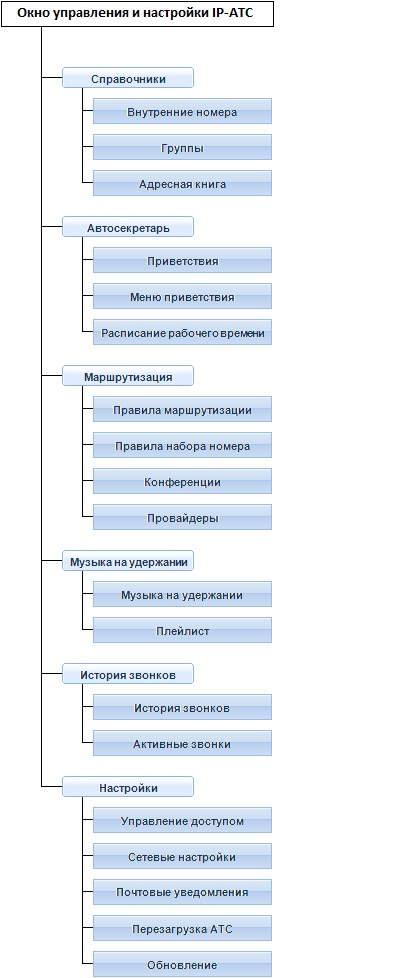 Окно управления и настройки IP-АТС
Справочники
Внутренние номера
Группы
Адресная книга
Автосекретарь
Приветствия
Меню приветствия
Расписание рабочего времени
Маршрутизация
Правила маршрутизации
Правила набора номера
Конференции
Провайдеры
Музыка на удержании
Музыка на удержании
Плейлист
История звонков
История звонков
Активные звонки
Настройки
Управление доступом
Сетевые настройки
Почтовые уведомления
Перезагрузка АТС
Обновление